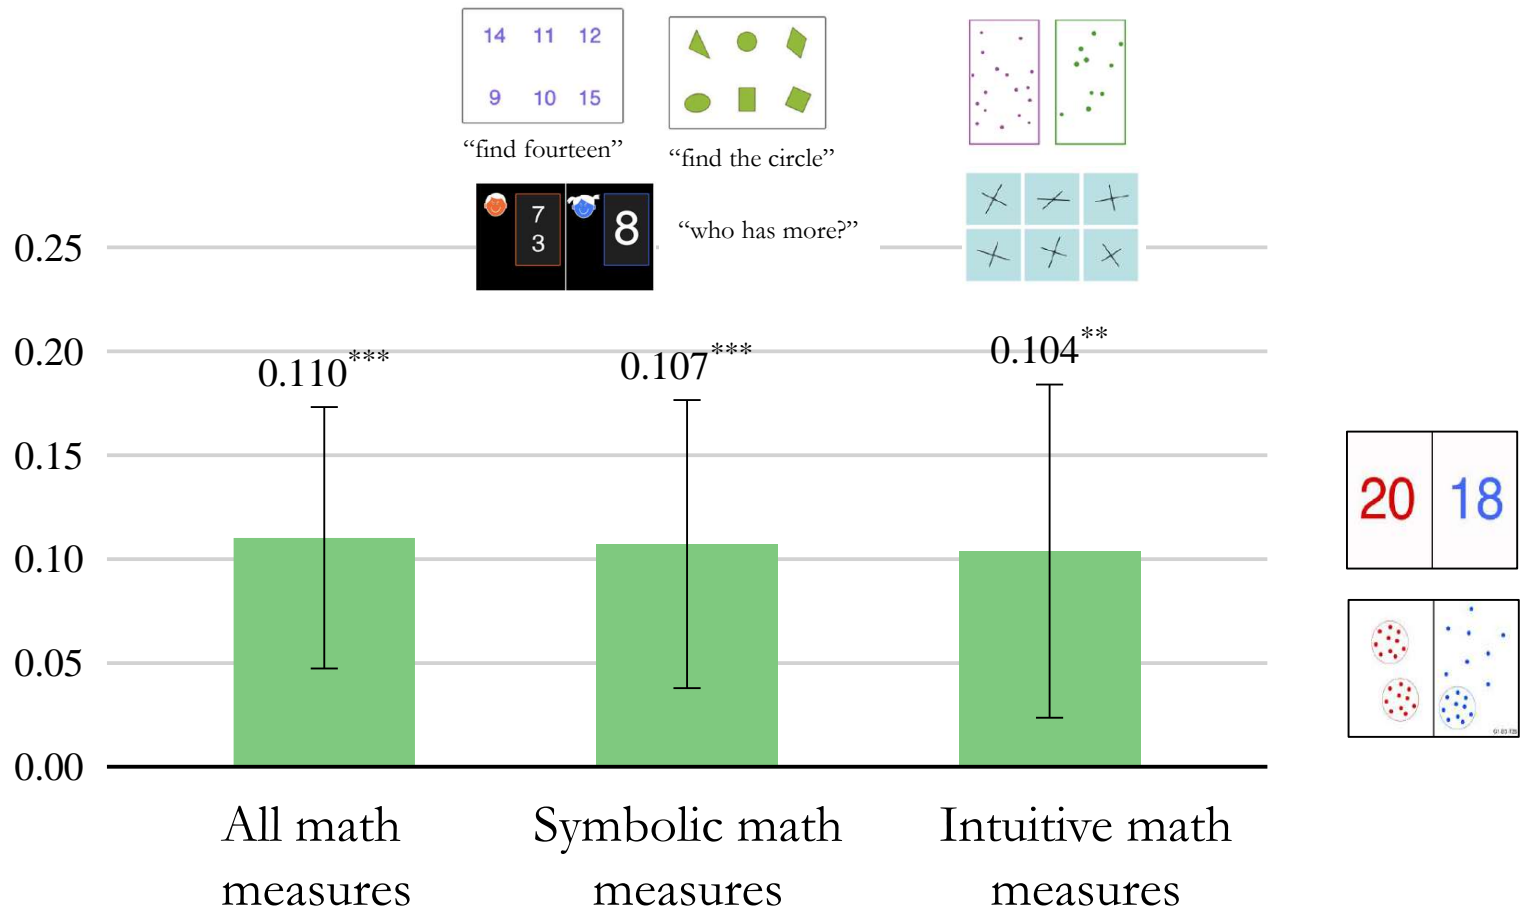 14 11 12
9 10 15
“find fourteen”
“find the circle”
7
3
8
“who has more?”
0.25
0.20
0.15
0.10
0.05
0.00
0.110***
0.107***
0.104**
20 18
All math
measures
Symbolic math
measures
Intuitive math
measures